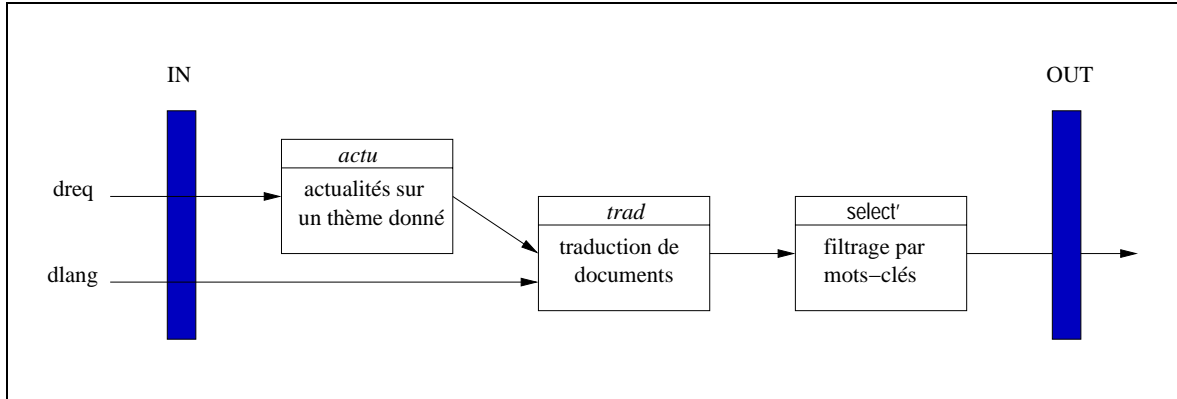 IN
OUT
actu
dreq
actualités sur
un thème donné
trad
select'
traduction de
documents
filtrage par
mots−clés
dlang